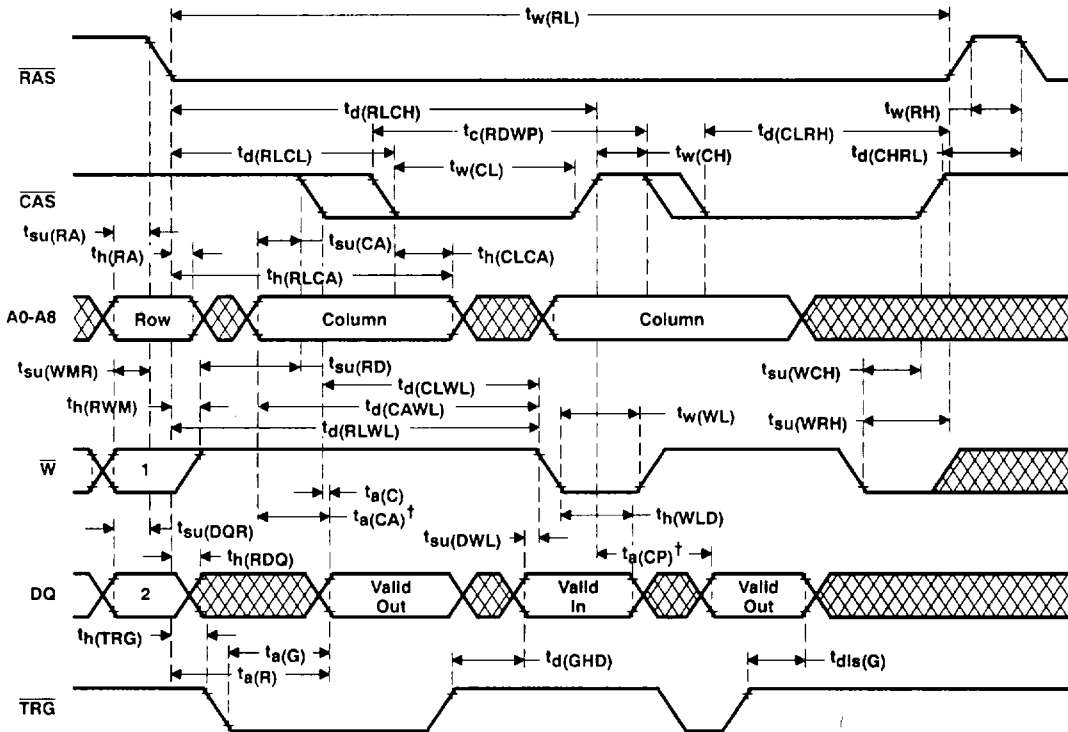 tw(RL)
RAS
td(RLCH)
tw(RH)
tc(RDWP)
td(CLRH)
td(RLCL)
tw(CL)
tw(CH)
td(CHRL)
CAS
tsu(RA)
th(RA)
tsu(CA)
th(CLCA)
th(RLCA)
A0-A8
Row
Column
Column
tsu(WMR)
tsu(RD)
tsu(WCH)
td(CLWL)
th(RWM)
td(CAWL)
tw(WL)
tsu(WRH)
td(RLWL)
W
1
ta(C)
ta(CA)†
th(WLD)
tsu(DQR)
tsu(DWL)
ta(CP)†
th(RDQ)
DQ
2
Valid Out
Valid In
Valid Out
th(TRG)
ta(G)
td(GHD)
tdis(G)
ta(R)
TRG